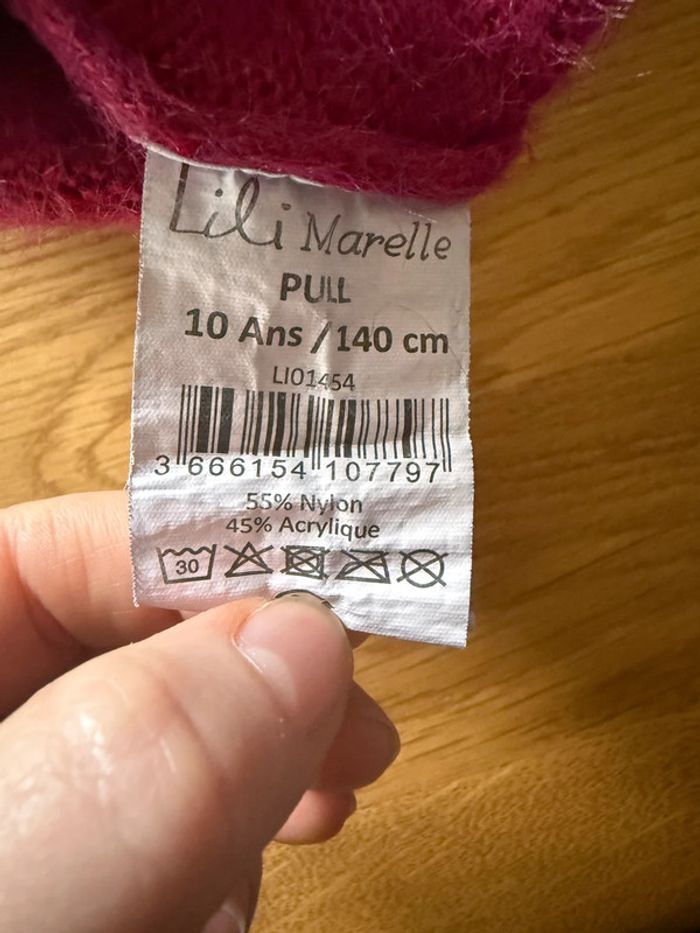 Lili Marelle
PULL
10 Ans / 140 cm
LI01454
3 666154 107797
55% Nylon
45% Acrylique
30